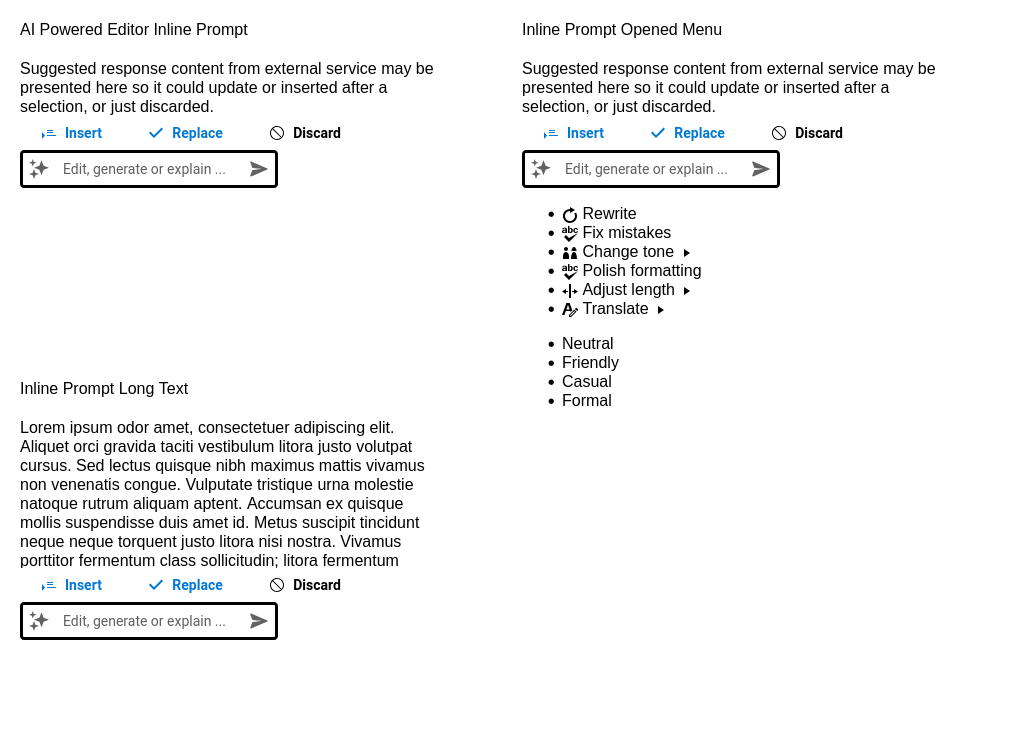 AI Powered Editor Inline Prompt
Suggested response content from external service may be
presented here so it could update or inserted after a
selection, or just discarded.
Insert Replace Discard
Edit, generate or explain ...
Inline Prompt Long Text
Lorem ipsum odor amet, consectetuer adipiscing elit.
Aliquet orci gravida taciti vestibulum litora justo volutpat
cursus. Sed lectus quisque nibh maximus mattis vivamus
non venenatis congue. Vulputate tristique urna molestie
natoque rutrum aliquam aptent. Accumsan ex quisque
mollis suspendisse duis amet id. Metus suscipit tincidunt
neque neque torquent justo litora nisi nostra. Vivamus
porttitor fermentum class sollicitudin; litora fermentum
Insert Replace Discard
Edit, generate or explain ...
Inline Prompt Opened Menu
Suggested response content from external service may be
presented here so it could update or inserted after a
selection, or just discarded.
Insert Replace Discard
Edit, generate or explain ...
Rewrite
abc Fix mistakes
Change tone
abc Polish formatting
Adjust length
Translate
Neutral
Friendly
Casual
Formal